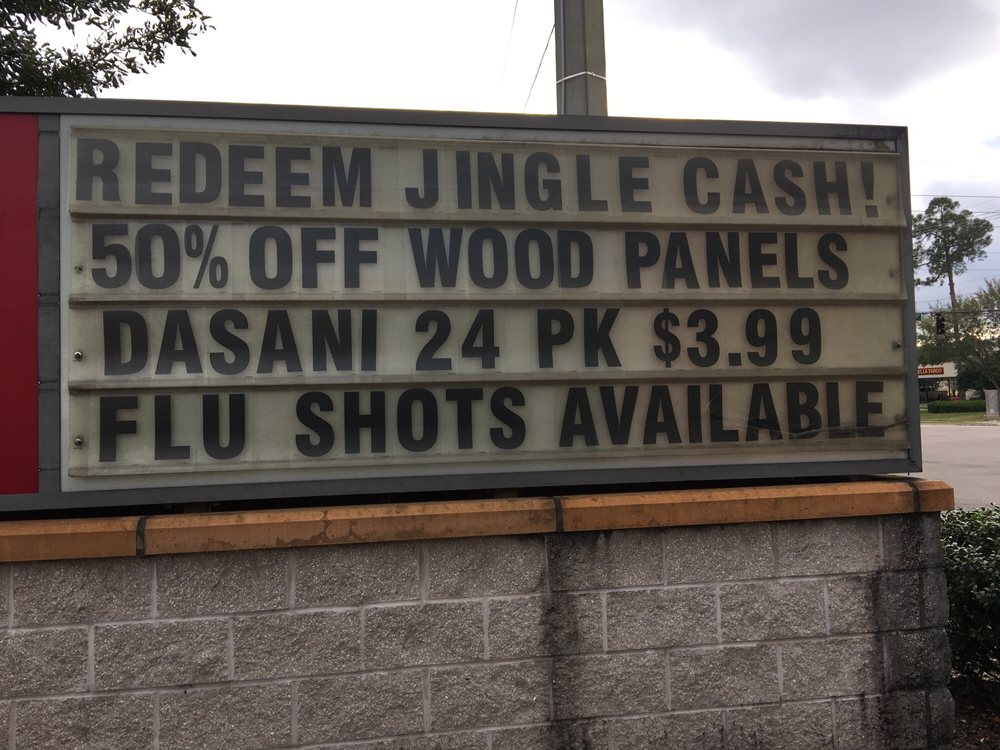 REDEEM JINGLE CASH!
50% OFF WOOD PANELS
DASANI 24 PK $3.99
FLU SHOTS AVAILABLE